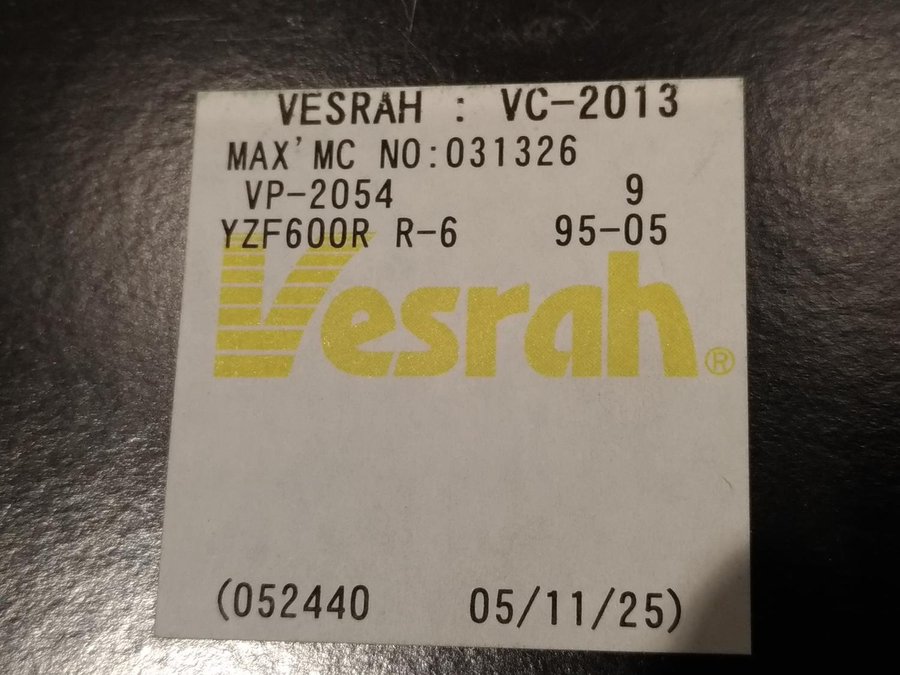 VESRAH : VC-2013
MAX'MC NO:031326
VP-2054 9
YZF600R R-6 95-05
Vesrah®
(052440 05/11/25)